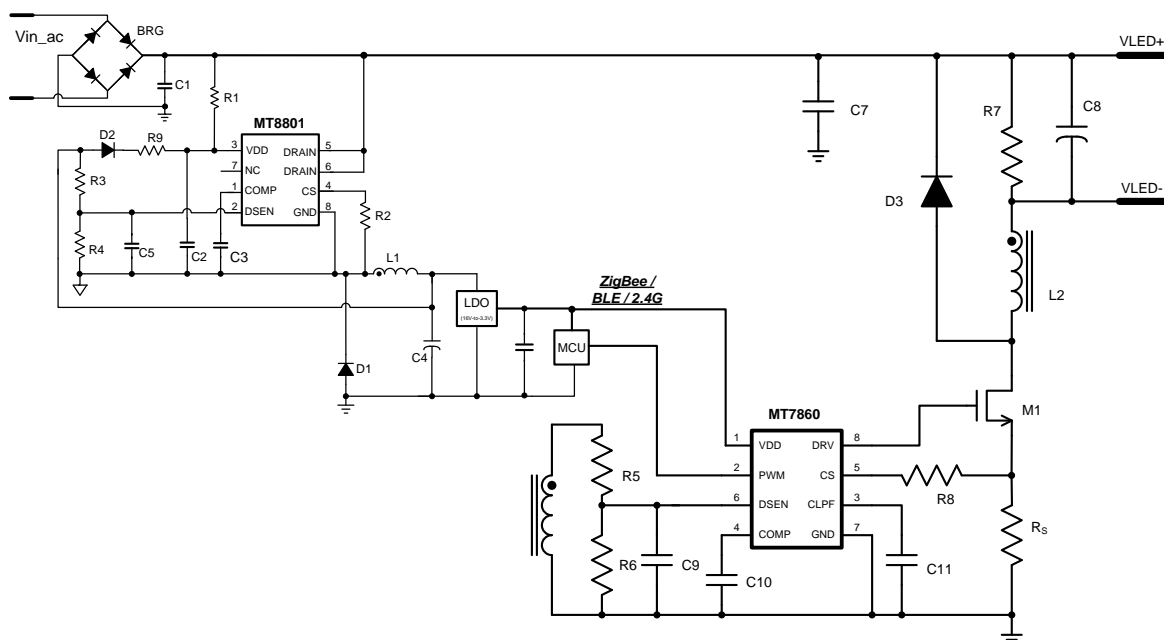 Vin_ac
BRG
C1
R1
VLED+
C7
R7
C8
MT8801
D2
R9
3
VDD
DRAIN
5
7
NC
DRAIN
6
1
COMP
CS
4
2
DSEN
GND
8
R3
R4
C5
C2
C3
R2
D3
VLED-
L2
L1
LDO
(16V-to-3.3V)
ZigBee /
BLE / 2.4G
MCU
C4
D1
M1
MT7860
1
VDD
DRV
8
2
PWM
CS
5
6
DSEN
CLPF
3
4
COMP
GND
7
R5
R6
C9
C10
C11
R8
RS